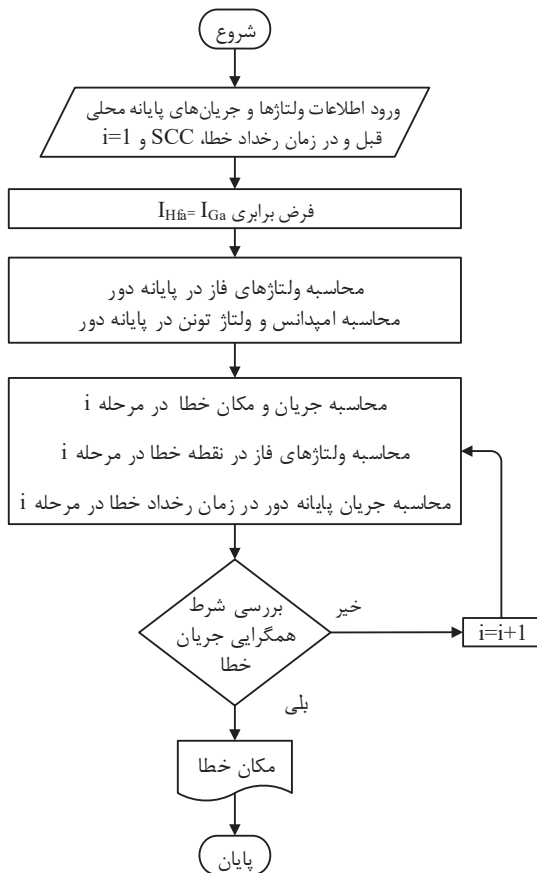 شروع
ورود اطلاعات ولتاژها و جریان‌های پایانه محلی
قبل و در زمان رخداد خطا، SCC و i=1
فرض برابری I_Hfa= I_Ga
محاسبه ولتاژهای فاز در پایانه دور
محاسبه امپدانس و ولتاژ تونن در پایانه دور
محاسبه جریان و مکان خطا در مرحله i
محاسبه ولتاژهای فاز در نقطه خطا در مرحله i
محاسبه جریان پایانه دور در زمان رخداد خطا در مرحله i
بررسی شرط
همگرایی جریان
خطا
خیر
i=i+1
بلی
مکان خطا
پایان